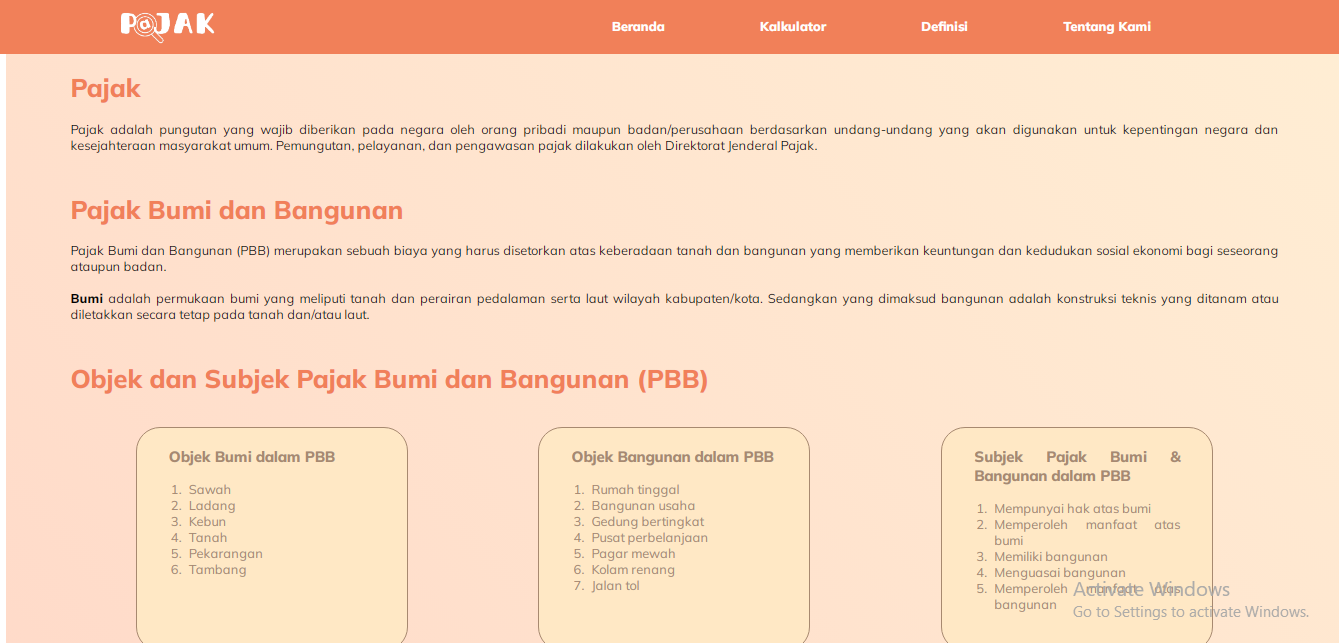 PaJAK
Beranda
Kalkulator
Definisi
Tentang Kami
Pajak
Pajak adalah pungutan yang wajib diberikan pada negara oleh orang pribadi maupun badan/perusahaan berdasarkan undang-undang yang akan digunakan untuk kepentingan negara dan
kesejahteraan masyarakat umum. Pemungutan, pelayanan, dan pengawasan pajak dilakukan oleh Direktorat Jenderal Pajak.
Pajak Bumi dan Bangunan
Pajak Bumi dan Bangunan (PBB) merupakan sebuah biaya yang harus disetorkan atas keberadaan tanah dan bangunan yang memberikan keuntungan dan kedudukan sosial ekonomi bagi seseorang
ataupun badan.
Bumi adalah permukaan bumi yang meliputi tanah dan perairan pedalaman serta laut wilayah kabupaten/kota. Sedangkan yang dimaksud bangunan adalah konstruksi teknis yang ditanam atau
diletakkan secara tetap pada tanah dan/atau laut.
Objek dan Subjek Pajak Bumi dan Bangunan (PBB)
Objek Bumi dalam PBB
1. Sawah
2. Ladang
3. Kebun
4. Tanah
5. Pekarangan
6. Tambang
Objek Bangunan dalam PBB
1. Rumah tinggal
2. Bangunan usaha
3. Gedung bertingkat
4. Pusat perbelanjaan
5. Pagar mewah
6. Kolam renang
7. Jalan tol
Subjek Pajak Bumi &
Bangunan dalam PBB
1. Mempunyai hak atas bumi
2. Memperoleh manfaat atas
bumi
3. Memiliki bangunan
4. Menguasai bangunan
5. Memperoleh manfaat atas
bangunan
Activate Windows
Go to Settings to activate Windows.